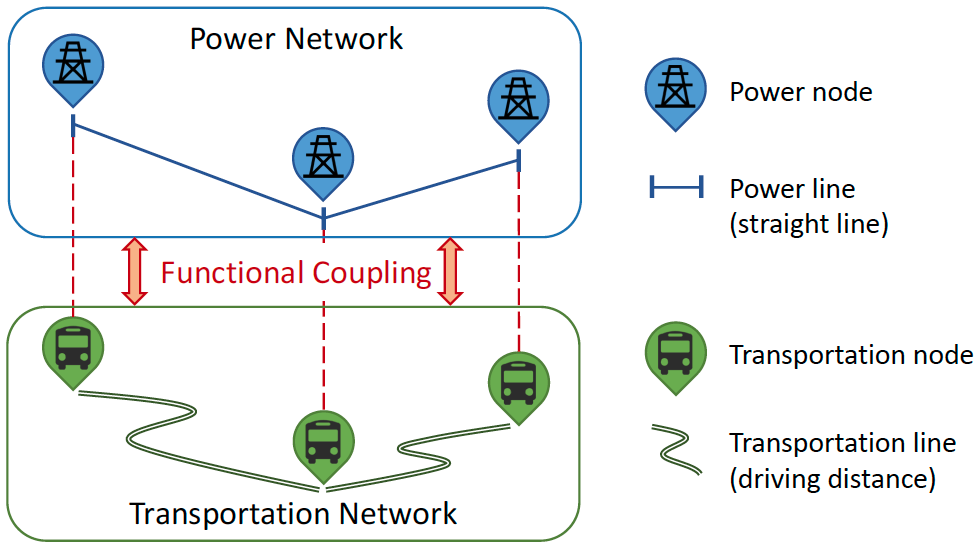 Power Network
Power node
Power line
(straight line)
Functional Coupling
Transportation node
Transportation line
(driving distance)
Transportation Network